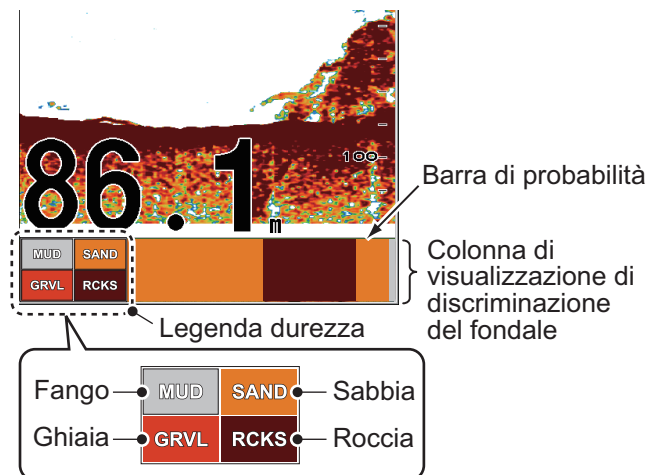 100
86.1m
Barra di probabilità
MUD SAND
GRVL RCKS
Colonna di
visualizzazione di
discriminazione
del fondale
Legenda durezza
Fango MUD SAND Sabbia
Ghiaia GRVL RCKS Roccia